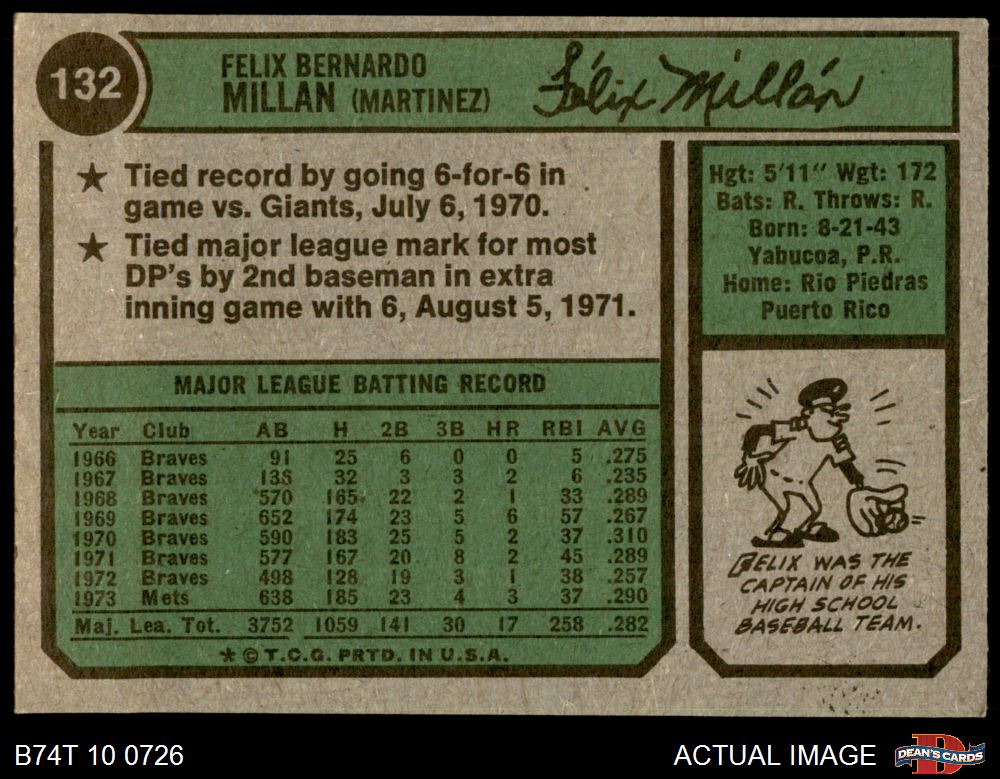 132
FELIX BERNARDO
MILLAN (MARTINEZ)
Félix Millán
★ Tied record by going 6-for-6 in
game vs. Giants, July 6, 1970.
★ Tied major league mark for most
DP's by 2nd baseman in extra
inning game with 6, August 5, 1971.
Hgt: 5'11" Wgt: 172
Bats: R. Throws: R.
Born: 8-21-43
Yabucoa, P.R.
Home: Rio Piedras
Puerto Rico
MAJOR LEAGUE BATTING RECORD
Year Club AB H 2B 3B HR RBI AVG
1966 Braves 91 25 6 0 0 5 .275
1967 Braves 136 32 3 3 2 6 .235
1968 Braves 570 165 22 2 1 33 .289
1969 Braves 652 174 23 5 6 57 .267
1970 Braves 590 183 25 5 2 37 .310
1971 Braves 577 167 20 8 2 45 .289
1972 Braves 498 128 19 3 1 38 .257
1973 Mets 638 185 23 4 3 37 .290
Maj. Lea. Tot. 3752 1059 141 30 17 258 .282
★ © T.C.G. PRTD. IN U.S.A.
FELIX WAS THE
CAPTAIN OF HIS
HIGH SCHOOL
BASEBALL TEAM.
B74T 10 0726
ACTUAL IMAGE
DEAN'S CARDS